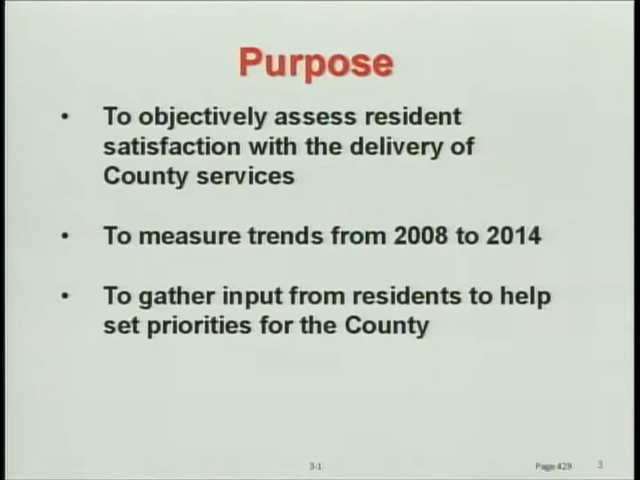 Purpose
• To objectively assess resident
satisfaction with the delivery of
County services
• To measure trends from 2008 to 2014
• To gather input from residents to help
set priorities for the County
3-1
Page 429
3